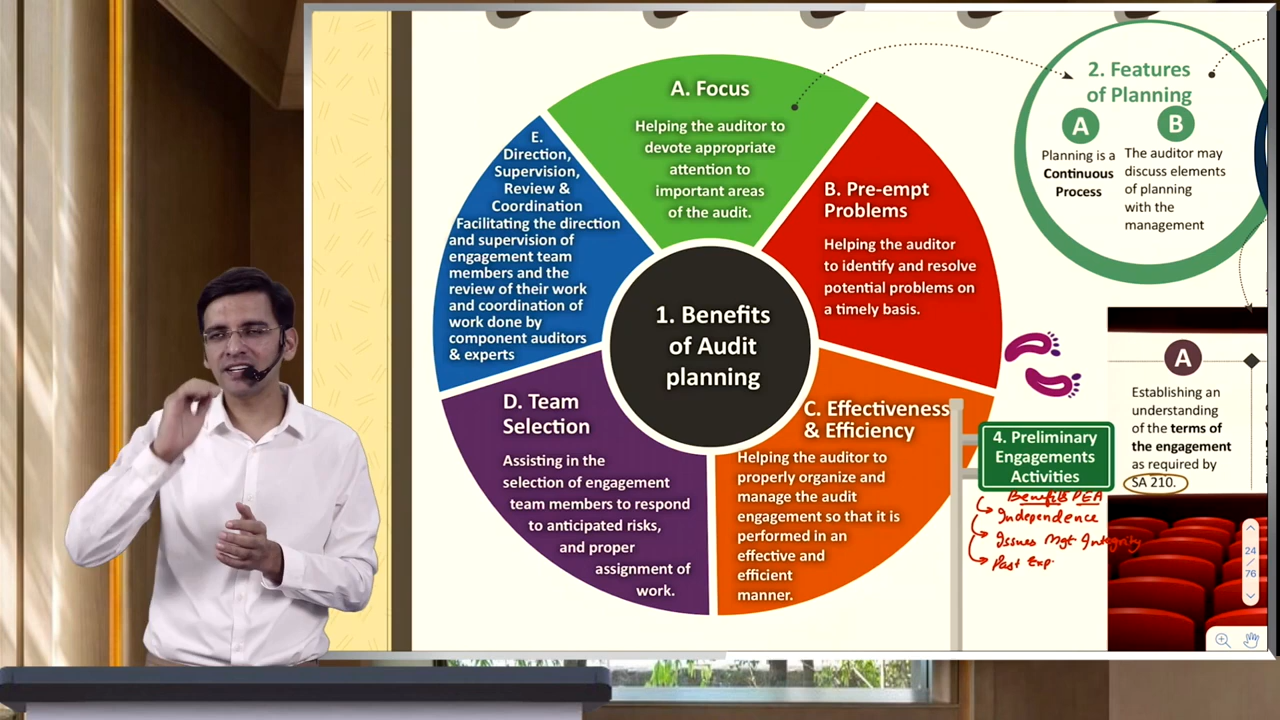 A. Focus
Helping the auditor to
devote appropriate
attention to
important areas
of the audit.
B. Pre-empt
Problems
Helping the auditor
to identify and resolve
potential problems on
a timely basis.
C. Effectiveness
& Efficiency
Helping the auditor to
properly organize and
manage the audit
engagement so that it is
performed in an
effective and
efficient
manner.
D. Team
Selection
Assisting in the
selection of engagement
team members to respond
to anticipated risks,
and proper
assignment of
work.
E.
Direction,
Supervision,
Review &
Coordination
Facilitating the direction
and supervision of
engagement team
members and the
review of their work
and coordination of
work done by
component auditors
& experts
1. Benefits
of Audit
planning
2. Features
of Planning
A
Planning is a
Continuous
Process
B
The auditor may
discuss elements
of planning
with the
management
4. Preliminary
Engagements
Activities
Benefits PEA
Independence
Issues Mgt Integrity
Past Exp.
A
Establishing an
understanding
of the terms of
the engagement
as required by
SA 210.
24
/
76